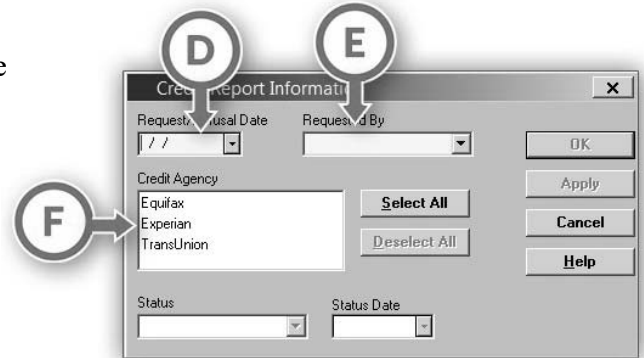 e
D
E
Credit Report Information
Request/Refusal Date
Requested By
/ /
OK
Credit Agency
Apply
Equifax
Experian
TransUnion
Select All
Deselect All
F
Cancel
Help
Status
Status Date